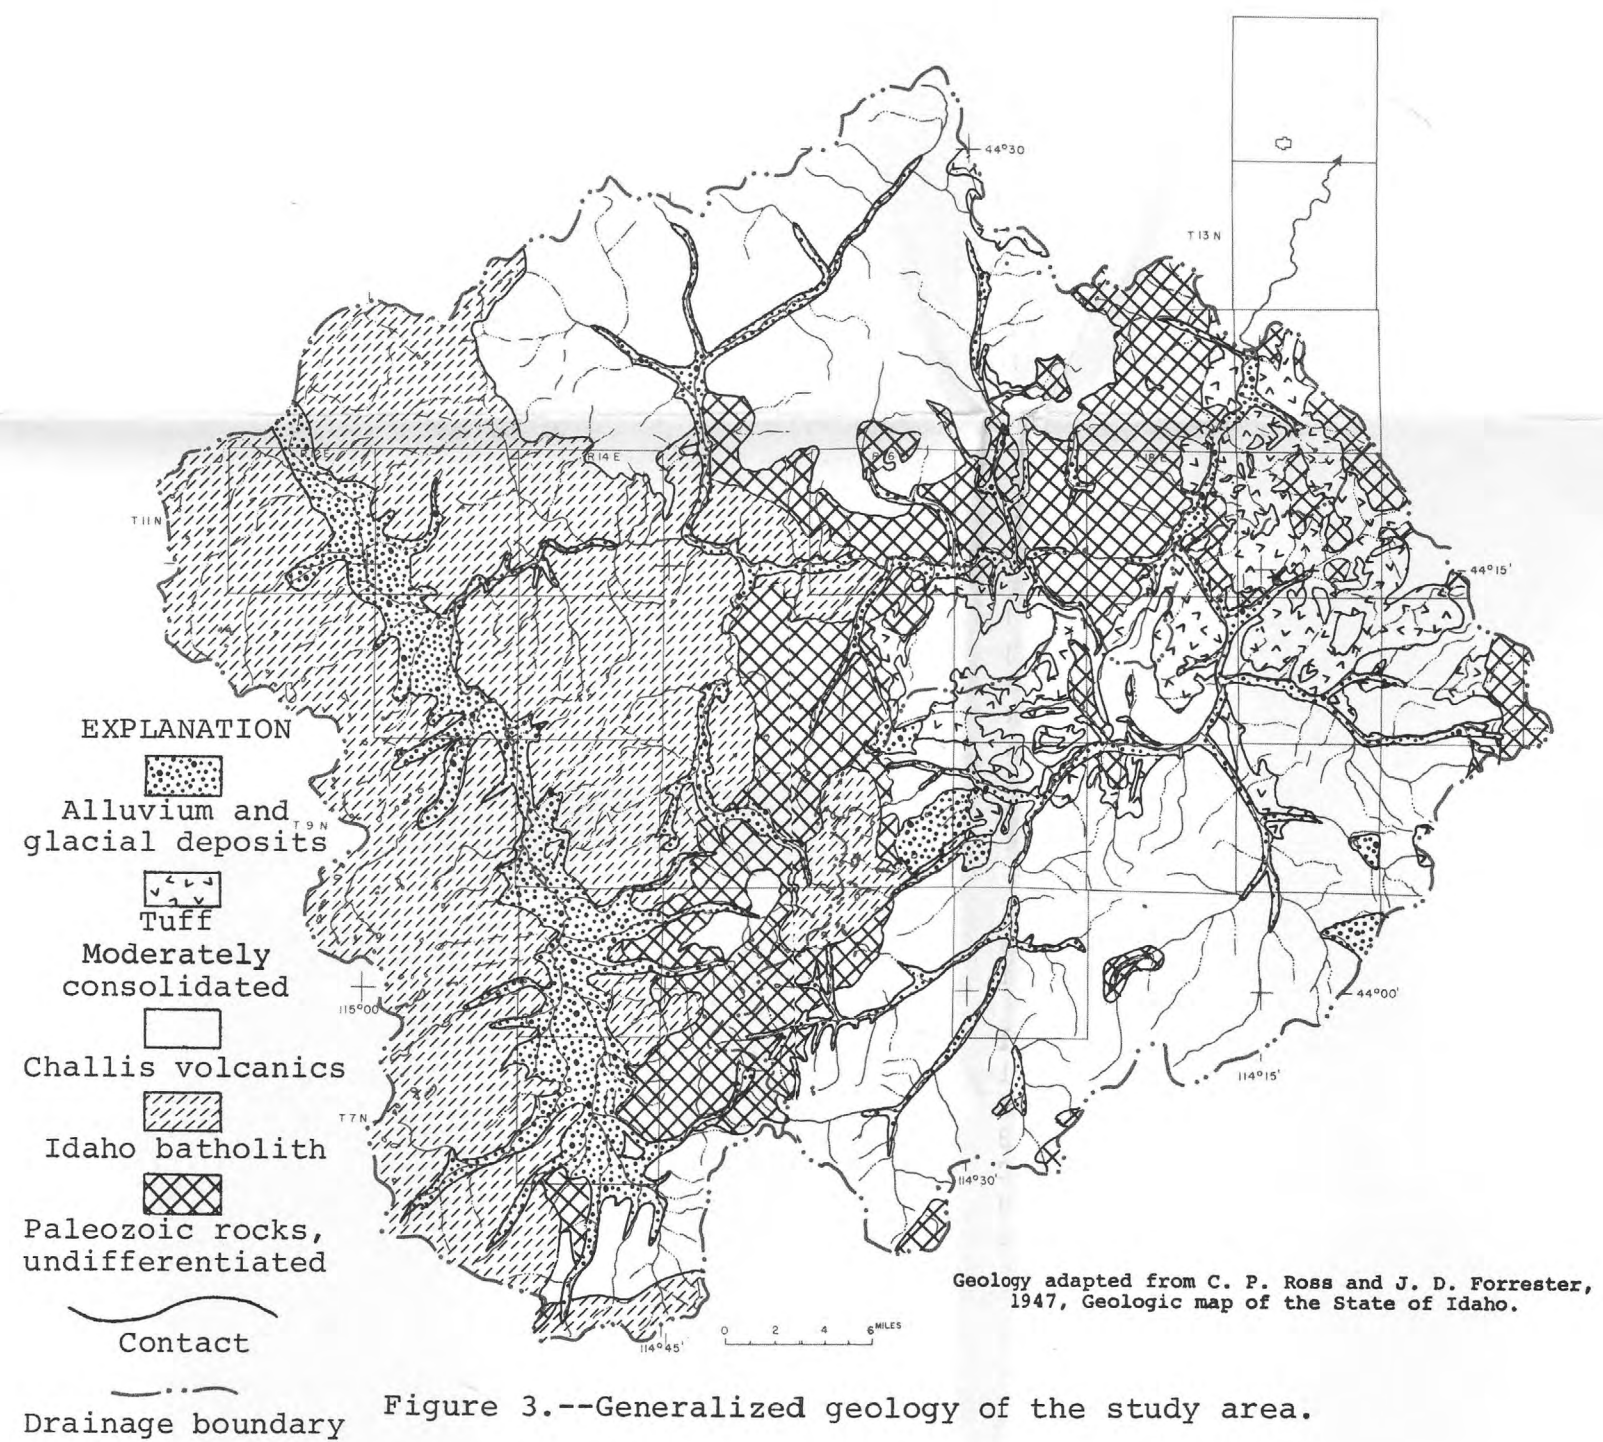 44°30
T 13 N
R 14 E
T 11 N
44°15'
EXPLANATION
Alluvium and
glacial deposits
T 9 N
Tuff
Moderately
consolidated
115°00'
44°00'
Challis volcanics
114°15'
T 7 N
Idaho batholith
114°30'
Paleozoic rocks,
undifferentiated
Geology adapted from C. P. Ross and J. D. Forrester,
1947, Geologic map of the State of Idaho.
0 2 4 6 MILES
Contact
114°45'
Drainage boundary
Figure 3.--Generalized geology of the study area.